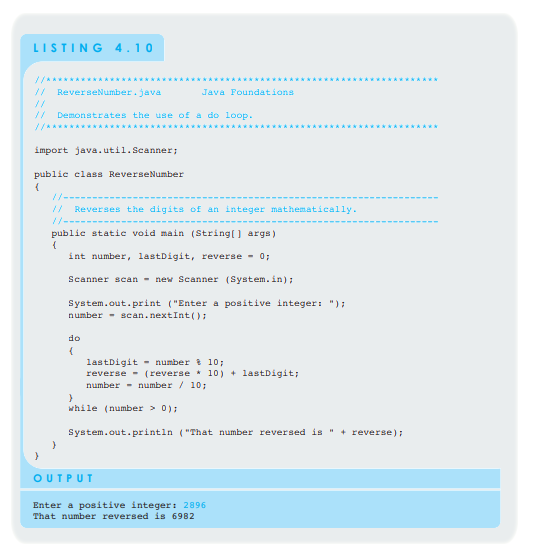 LISTING 4.10
//********************************************************************
//  ReverseNumber.java       Java Foundations
//
//  Demonstrates the use of a do loop.
//********************************************************************
import java.util.Scanner;
public class ReverseNumber
{
   //-----------------------------------------------------------------
   //  Reverses the digits of an integer mathematically.
   //-----------------------------------------------------------------
   public static void main (String[] args)
   {
      int number, lastDigit, reverse = 0;
      Scanner scan = new Scanner (System.in);
      System.out.print ("Enter a positive integer: ");
      number = scan.nextInt();
      do
      {
         lastDigit = number % 10;
         reverse = (reverse * 10) + lastDigit;
         number = number / 10;
      }
      while (number > 0);
      System.out.println ("That number reversed is " + reverse);
   }
}
OUTPUT
Enter a positive integer: 2896
That number reversed is 6982